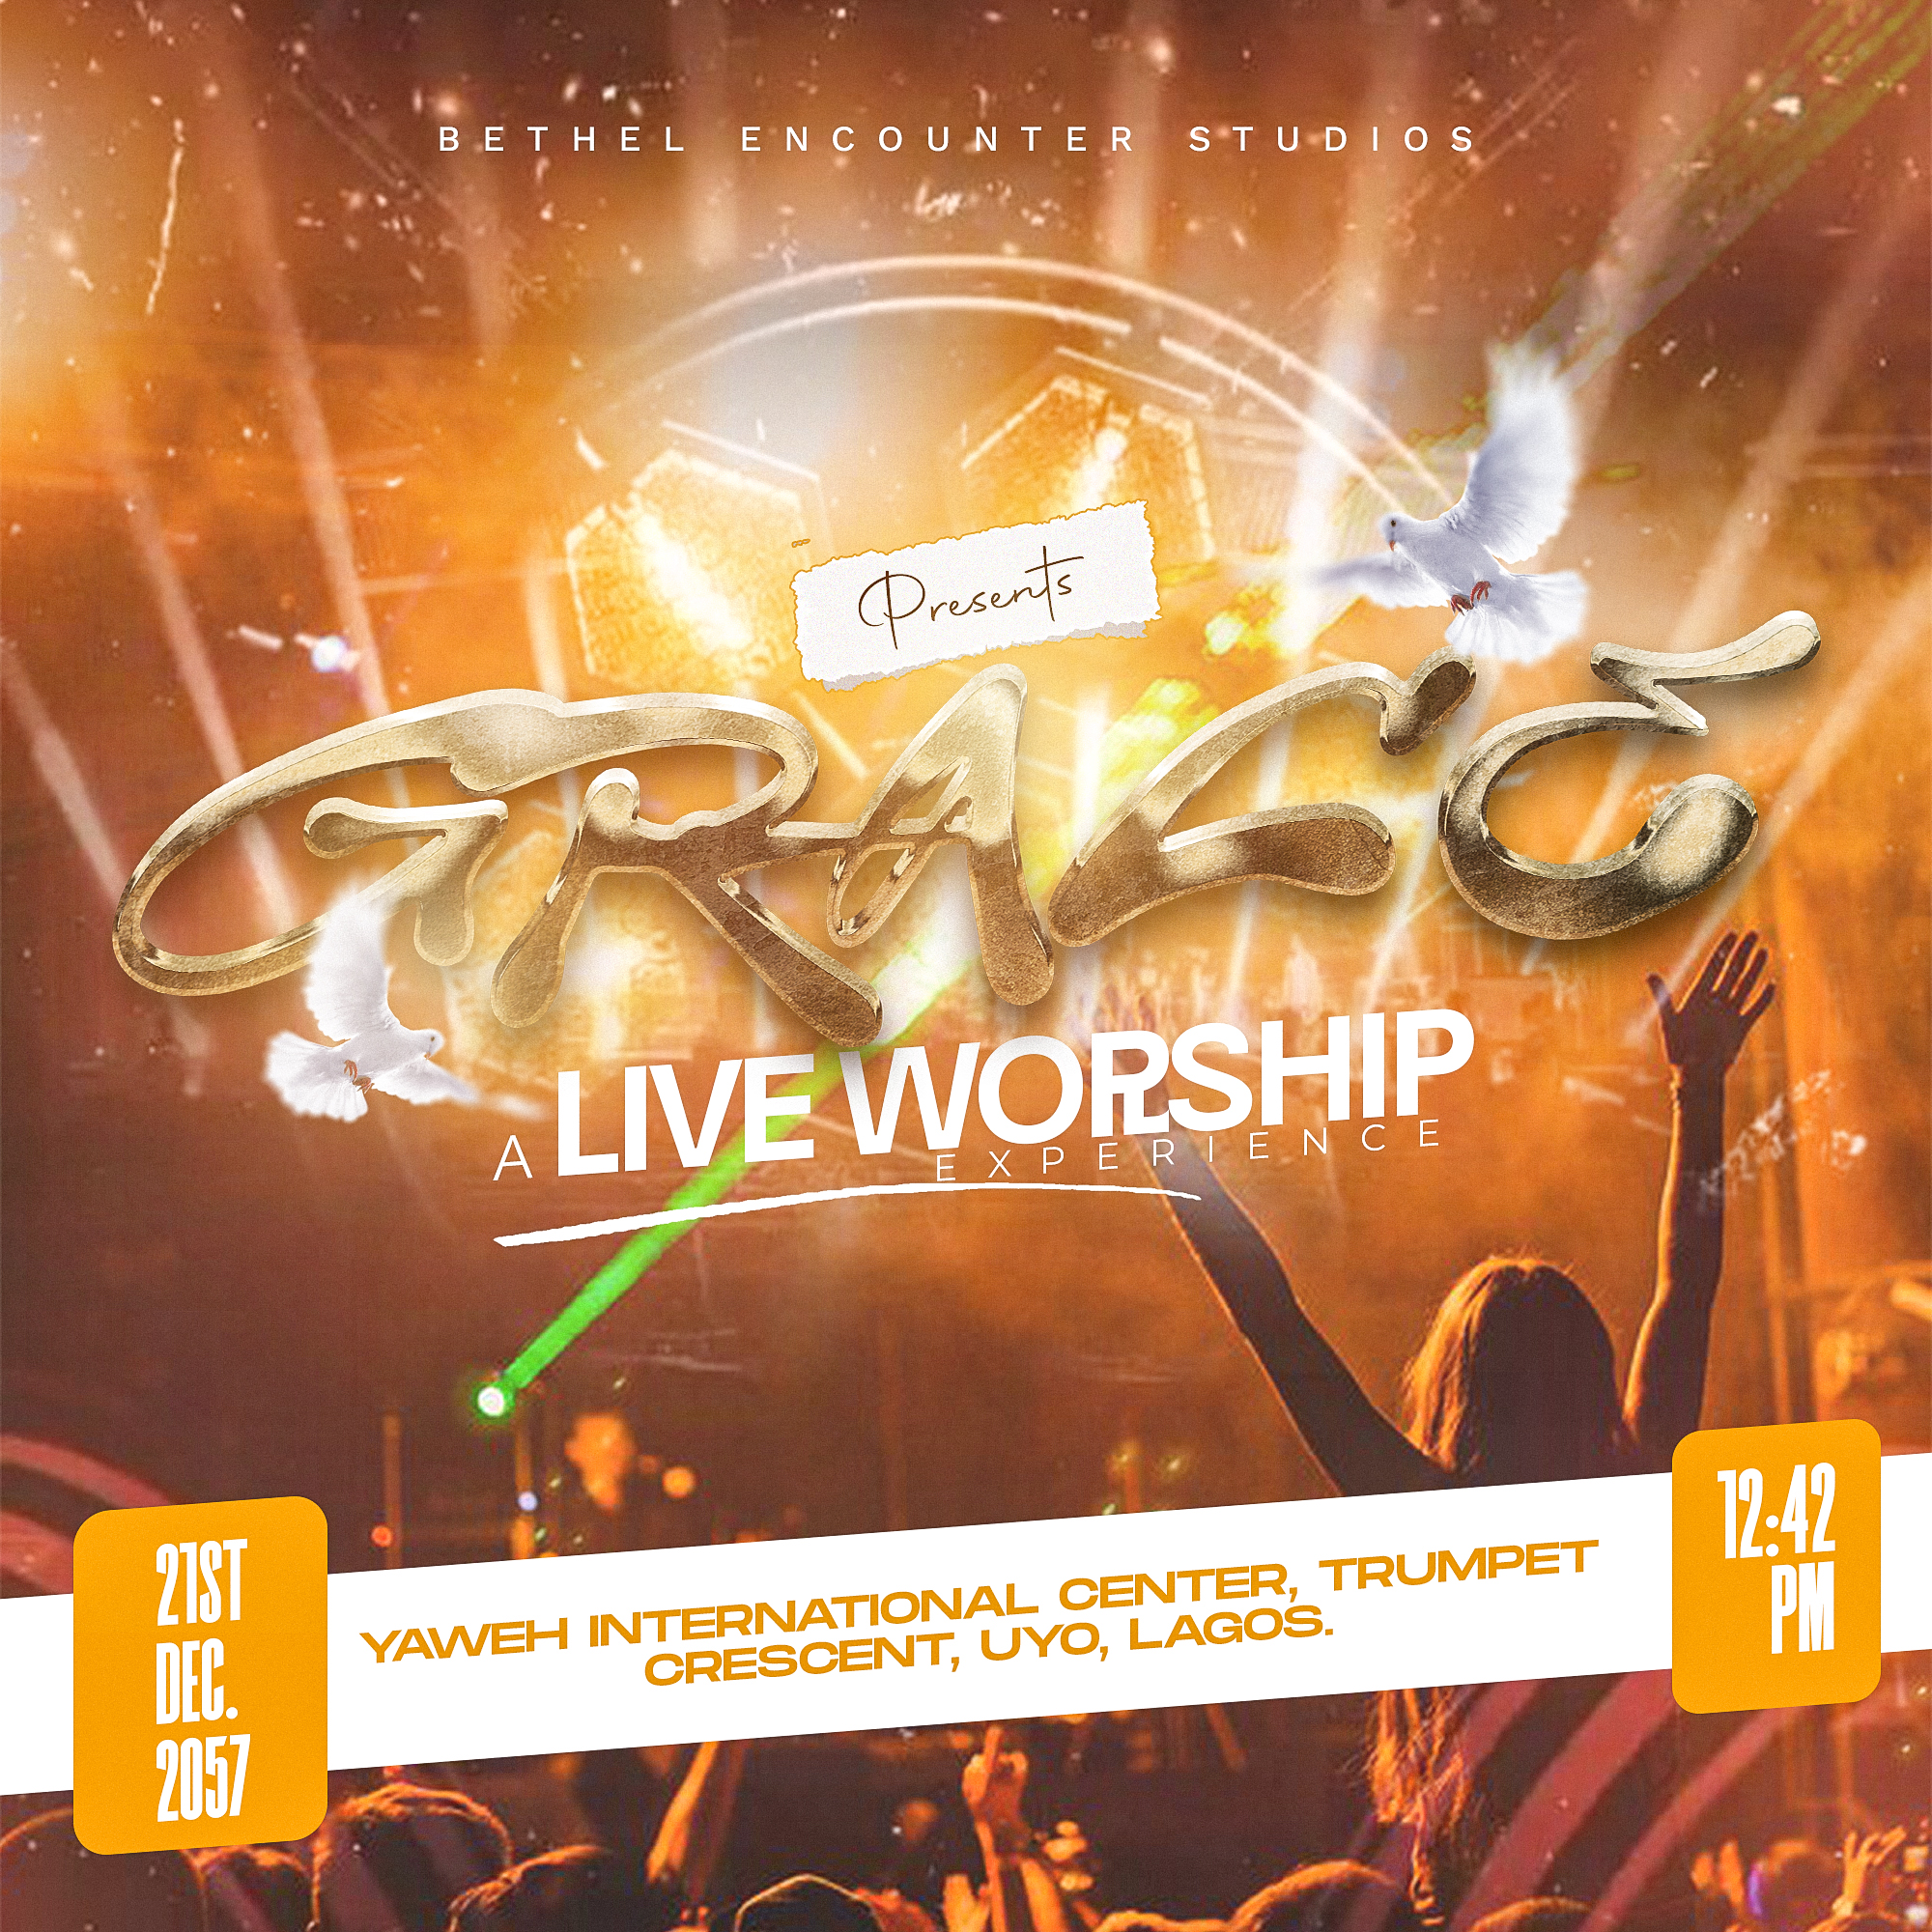 BETHEL ENCOUNTER STUDIOS
Presents
GRACE
A LIVE WORSHIP
EXPERIENCE
21ST
DEC.
2057
YAWEH INTERNATIONAL CENTER, TRUMPET
CRESCENT, UYO, LAGOS.
12:42
PM